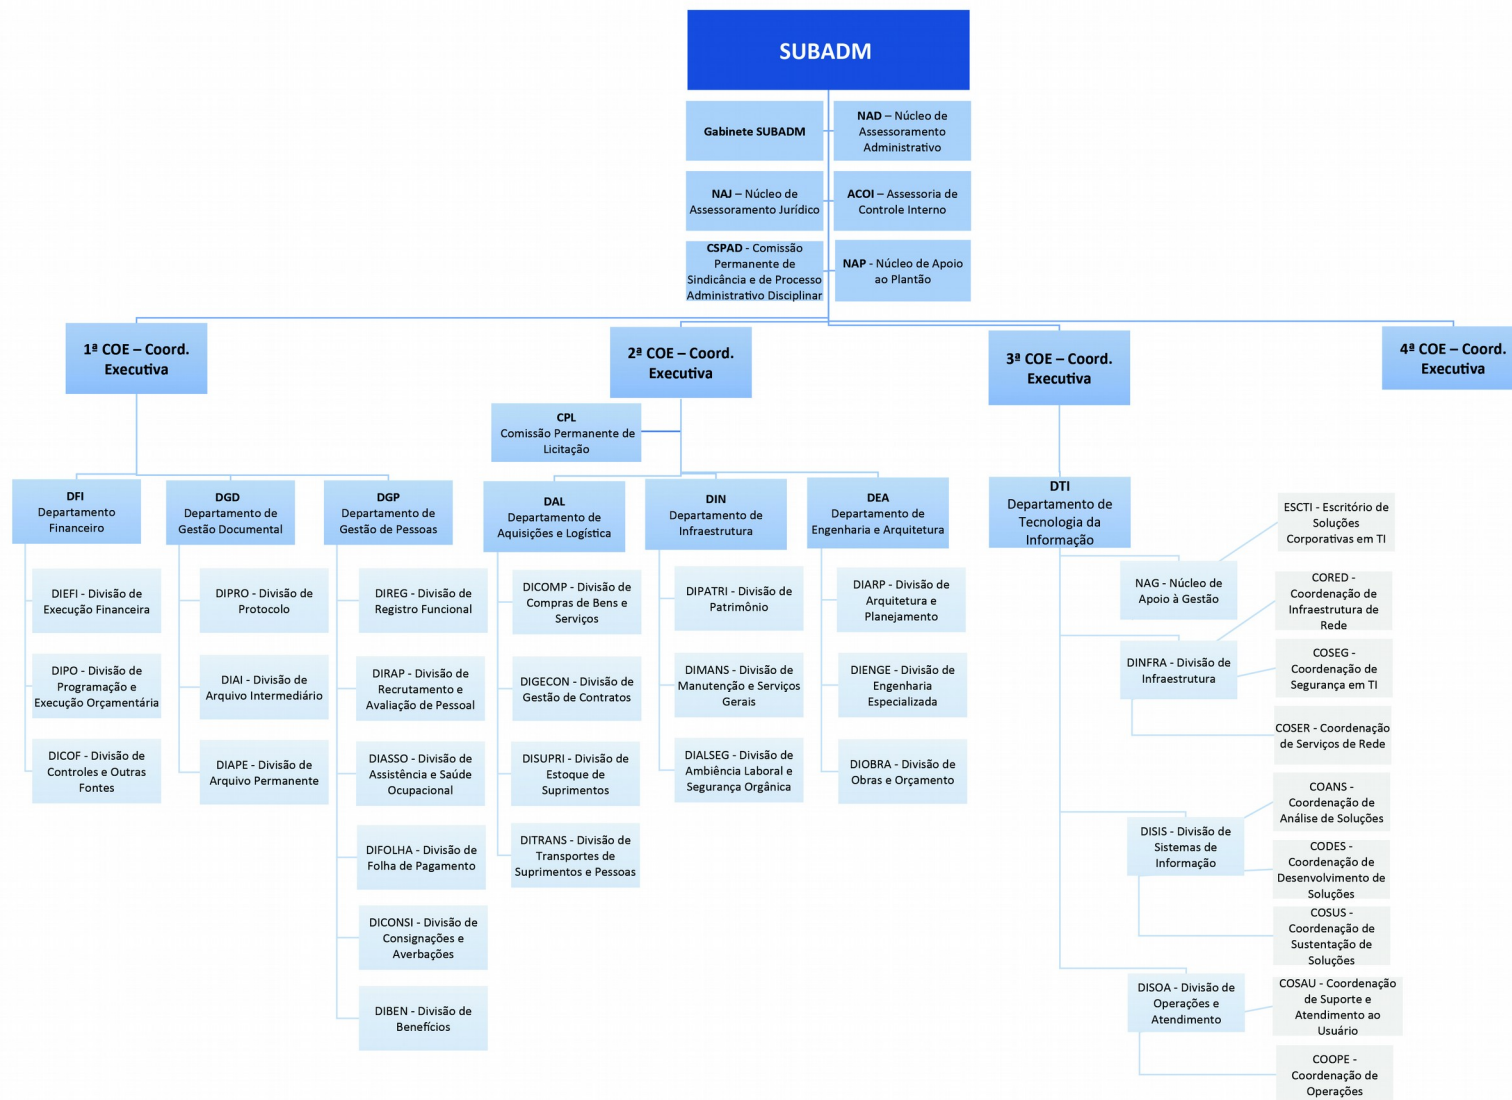 SUBADM
Gabinete SUBADM
NAD – Núcleo de
Assessoramento
Administrativo
NAJ – Núcleo de
Assessoramento Jurídico
ACOI – Assessoria de
Controle Interno
CSPAD - Comissão
Permanente de
Sindicância e de Processo
Administrativo Disciplinar
NAP - Núcleo de Apoio
ao Plantão
1ª COE – Coord.
Executiva
2ª COE – Coord.
Executiva
3ª COE – Coord.
Executiva
4ª COE – Coord.
Executiva
CPL
Comissão Permanente de
Licitação
DFI
Departamento
Financeiro
DGD
Departamento de
Gestão Documental
DGP
Departamento de
Gestão de Pessoas
DAL
Departamento de
Aquisições e Logística
DIN
Departamento de
Infraestrutura
DEA
Departamento de
Engenharia e Arquitetura
DTI
Departamento de
Tecnologia da
Informação
DIEFI - Divisão de
Execução Financeira
DIPO - Divisão de
Programação e
Execução Orçamentária
DICOF - Divisão de
Controles e Outras
Fontes
DIPRO - Divisão de
Protocolo
DIAI - Divisão de
Arquivo Intermediário
DIAPE - Divisão de
Arquivo Permanente
DIREG - Divisão de
Registro Funcional
DIRAP - Divisão de
Recrutamento e
Avaliação de Pessoal
DIASSO - Divisão de
Assistência e Saúde
Ocupacional
DIFOLHA - Divisão de
Folha de Pagamento
DICONSI - Divisão de
Consignações e
Averbações
DIBEN - Divisão de
Benefícios
DICOMP - Divisão de
Compras de Bens e
Serviços
DIGECON - Divisão de
Gestão de Contratos
DISUPRI - Divisão de
Estoque de
Suprimentos
DITRANS - Divisão de
Transportes de
Suprimentos e Pessoas
DIPATRI - Divisão de
Patrimônio
DIMANS - Divisão de
Manutenção e Serviços
Gerais
DIALSEG - Divisão de
Ambiência Laboral e
Segurança Orgânica
DIARP - Divisão de
Arquitetura e
Planejamento
DIENGE - Divisão de
Engenharia
Especializada
DIOBRA - Divisão de
Obras e Orçamento
NAG - Núcleo de
Apoio à Gestão
ESCTI - Escritório de
Soluções
Corporativas em TI
DINFRA - Divisão de
Infraestrutura
CORED -
Coordenação de
Infraestrutura de
Rede
COSEG -
Coordenação de
Segurança em TI
COSER - Coordenação
de Serviços de Rede
DISIS - Divisão de
Sistemas de
Informação
COANS -
Coordenação de
Análise de Soluções
CODES -
Coordenação de
Desenvolvimento de
Soluções
COSUS -
Coordenação de
Sustentação de
Soluções
DISOA - Divisão de
Operações e
Atendimento
COSAU - Coordenação
de Suporte e
Atendimento ao
Usuário
COOPE -
Coordenação de
Operações